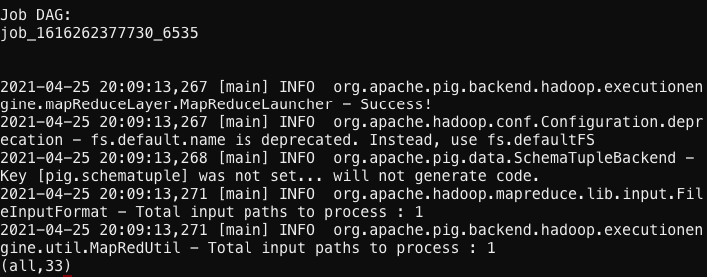 Job DAG:
job_1616262377730_6535
2021-04-25 20:09:13,267 [main] INFO  org.apache.pig.backend.hadoop.executionen
gine.mapReduceLayer.MapReduceLauncher - Success!
2021-04-25 20:09:13,267 [main] INFO  org.apache.hadoop.conf.Configuration.depr
ecation - fs.default.name is deprecated. Instead, use fs.defaultFS
2021-04-25 20:09:13,268 [main] INFO  org.apache.pig.data.SchemaTupleBackend -
Key [pig.schematuple] was not set... will not generate code.
2021-04-25 20:09:13,271 [main] INFO  org.apache.hadoop.mapreduce.lib.input.Fil
eInputFormat - Total input paths to process : 1
2021-04-25 20:09:13,271 [main] INFO  org.apache.pig.backend.hadoop.executionen
gine.util.MapRedUtil - Total input paths to process : 1
(all,33)